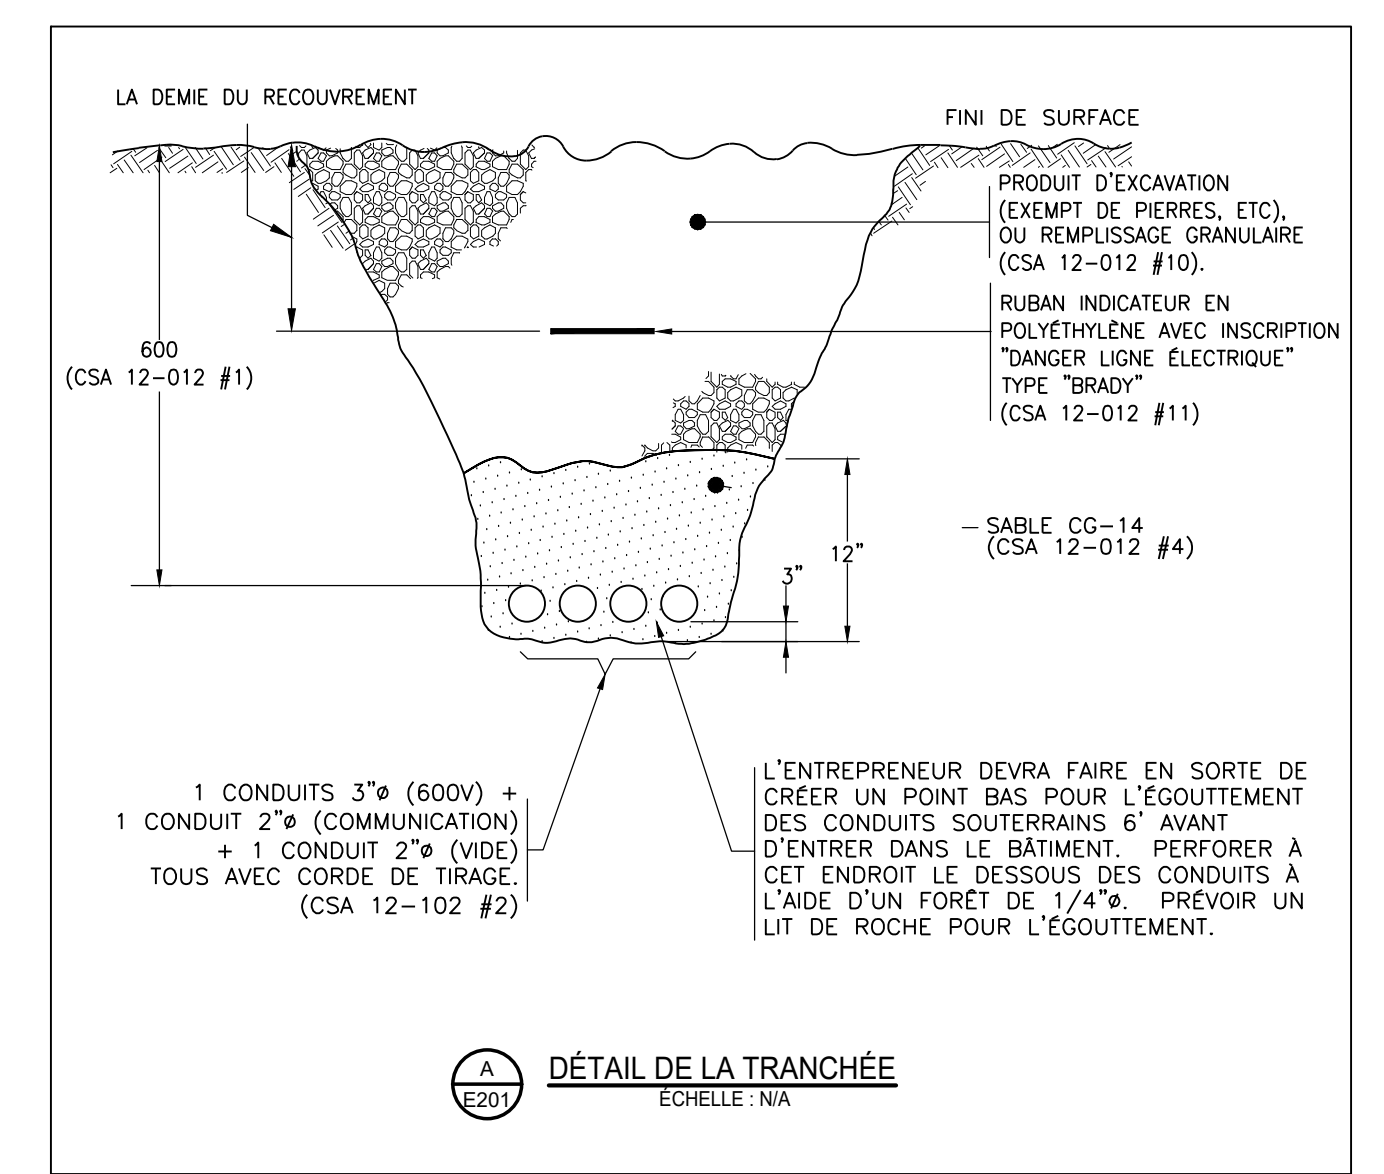 LA DEMIE DU RECOUVREMENT
FINI DE SURFACE
PRODUIT D'EXCAVATION
(EXEMPT DE PIERRES, ETC),
OU REMPLISSAGE GRANULAIRE
(CSA 12-012 #10).
RUBAN INDICATEUR EN
POLYÉTHYLÈNE AVEC INSCRIPTION
"DANGER LIGNE ÉLECTRIQUE"
TYPE "BRADY"
(CSA 12-012 #11)
600
(CSA 12-012 #1)
12"
3"
SABLE CG-14
(CSA 12-012 #4)
1 CONDUITS 3"ø (600V) +
1 CONDUIT 2"ø (COMMUNICATION)
+ 1 CONDUIT 2"ø (VIDE)
TOUS AVEC CORDE DE TIRAGE.
(CSA 12-102 #2)
L'ENTREPRENEUR DEVRA FAIRE EN SORTE DE
CRÉER UN POINT BAS POUR L'ÉGOUTTEMENT
DES CONDUITS SOUTERRAINS 6' AVANT
D'ENTRER DANS LE BÂTIMENT. PERFORER À
CET ENDROIT LE DESSOUS DES CONDUITS À
L'AIDE D'UN FORÊT DE 1/4"ø. PRÉVOIR UN
LIT DE ROCHE POUR L'ÉGOUTTEMENT.
A
E201
DÉTAIL DE LA TRANCHÉE
ÉCHELLE : N/A